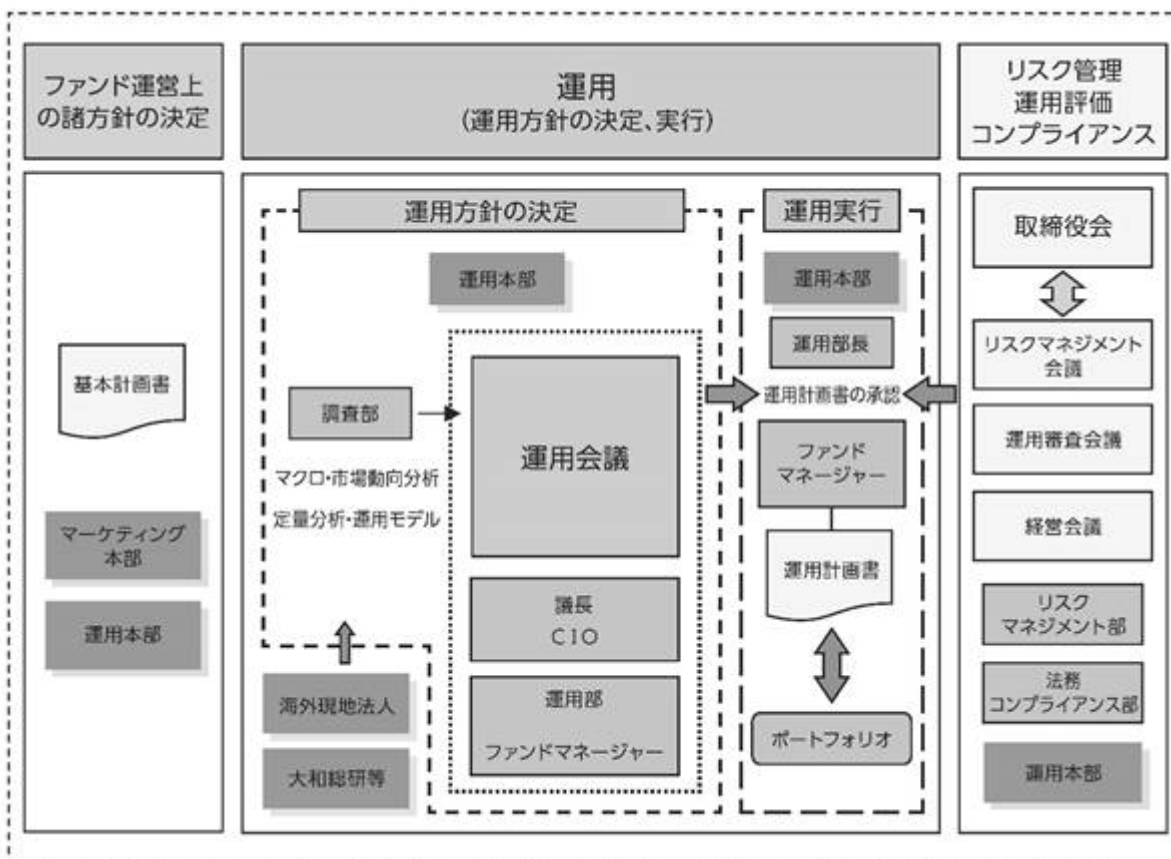 ファンド運営上
の諸方針の決定
基本計画書
マーケティング
本部
運用本部
運用
(運用方針の決定、実行)
運用方針の決定
運用本部
調査部
マクロ・市場動向分析
定量分析・運用モデル
海外現地法人
大和総研等
運用会議
議長
CIO
運用部
ファンドマネージャー
運用実行
運用本部
運用部長
運用計画書の承認
ファンド
マネージャー
運用計画書
ポートフォリオ
リスク管理
運用評価
コンプライアンス
取締役会
リスクマネジメント
会議
運用審査会議
経営会議
リスク
マネジメント部
法務
コンプライアンス部
運用本部